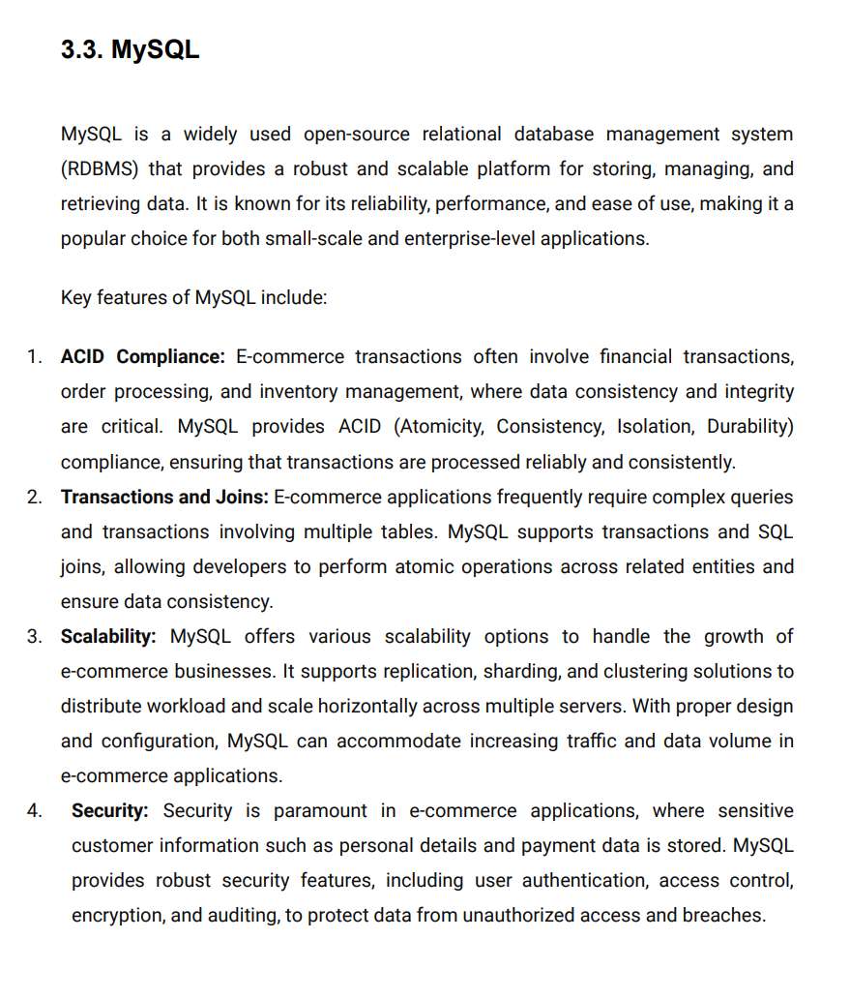 3.3. MySQL
MySQL is a widely used open-source relational database management system
(RDBMS) that provides a robust and scalable platform for storing, managing, and
retrieving data. It is known for its reliability, performance, and ease of use, making it a
popular choice for both small-scale and enterprise-level applications.
Key features of MySQL include:
1. ACID Compliance: E-commerce transactions often involve financial transactions,
order processing, and inventory management, where data consistency and integrity
are critical. MySQL provides ACID (Atomicity, Consistency, Isolation, Durability)
compliance, ensuring that transactions are processed reliably and consistently.
2. Transactions and Joins: E-commerce applications frequently require complex queries
and transactions involving multiple tables. MySQL supports transactions and SQL
joins, allowing developers to perform atomic operations across related entities and
ensure data consistency.
3. Scalability: MySQL offers various scalability options to handle the growth of
e-commerce businesses. It supports replication, sharding, and clustering solutions to
distribute workload and scale horizontally across multiple servers. With proper design
and configuration, MySQL can accommodate increasing traffic and data volume in
e-commerce applications.
4. Security: Security is paramount in e-commerce applications, where sensitive
customer information such as personal details and payment data is stored. MySQL
provides robust security features, including user authentication, access control,
encryption, and auditing, to protect data from unauthorized access and breaches.